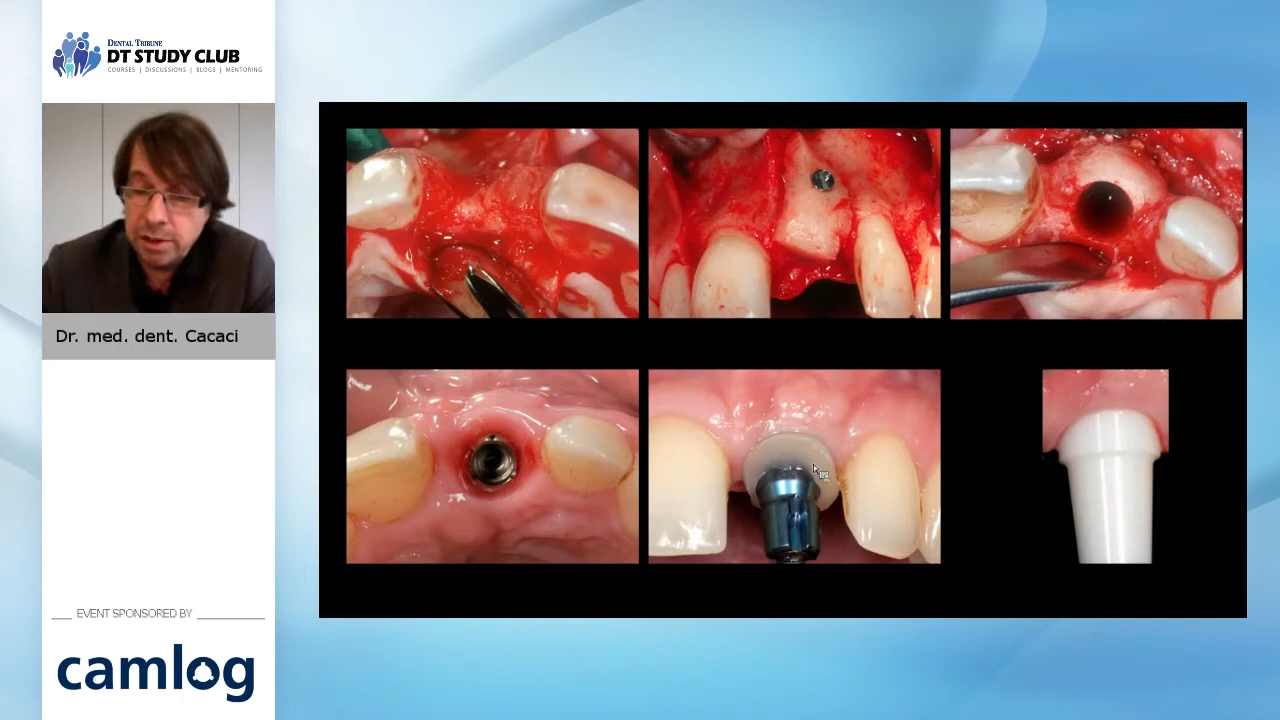 DENTAL TRIBUNE
DT STUDY CLUB
COURSES | DISCUSSIONS | BLOGS | MENTORING
Dr. med. dent. Cacaci
EVENT SPONSORED BY
camlog